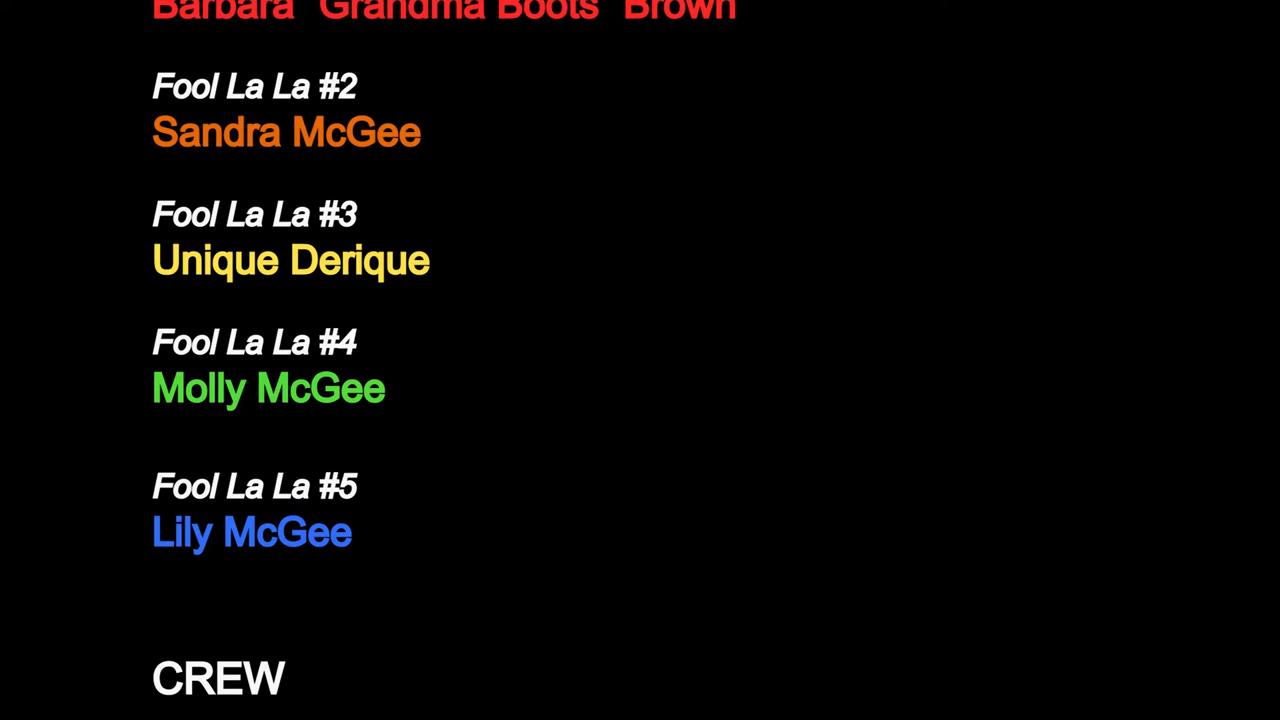 Barbara "Grandma Boots" Brown
Fool La La #2
Sandra McGee
Fool La La #3
Unique Derique
Fool La La #4
Molly McGee
Fool La La #5
Lily McGee
CREW